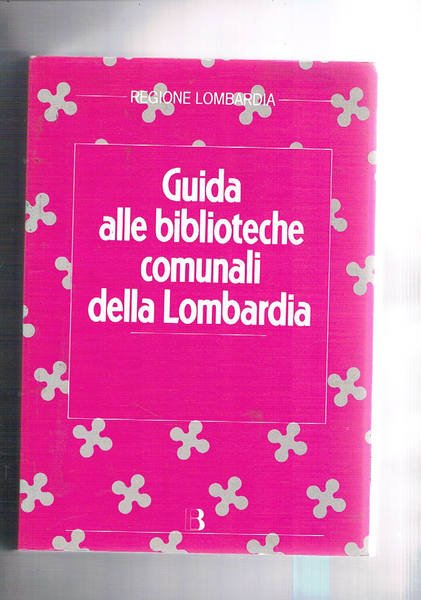 REGIONE LOMBARDIA
Guida
alle biblioteche
comunali
della Lombardia
B